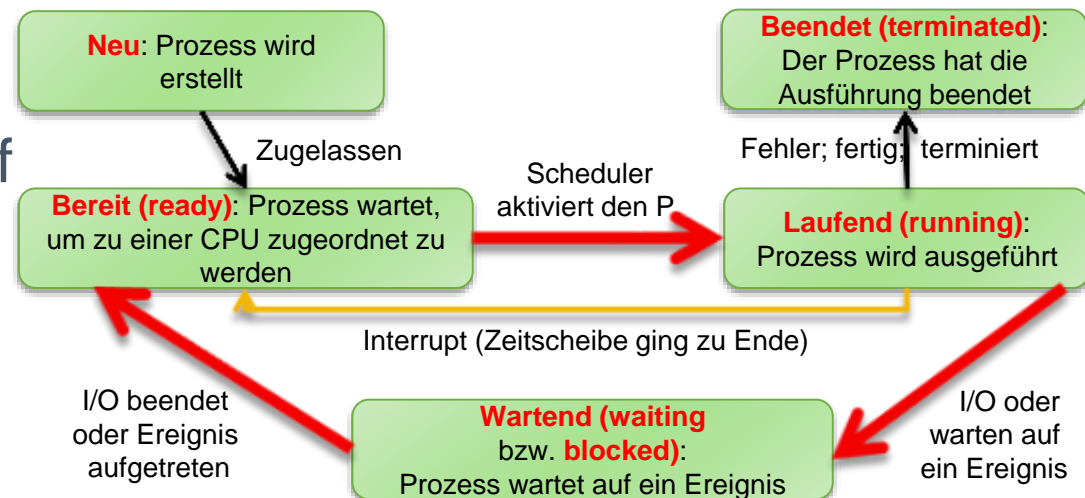 Neu: Prozess wird
erstellt
Beendet (terminated):
Der Prozess hat die
Ausführung beendet
Zugelassen
Fehler; fertig; terminiert
f
Scheduler
aktiviert den P
Bereit (ready): Prozess wartet,
um zu einer CPU zugeordnet zu
werden
Laufend (running):
Prozess wird ausgeführt
Interrupt (Zeitscheibe ging zu Ende)
I/O beendet
oder Ereignis
aufgetreten
Wartend (waiting
bzw. blocked):
Prozess wartet auf ein Ereignis
I/O oder
warten auf
ein Ereignis